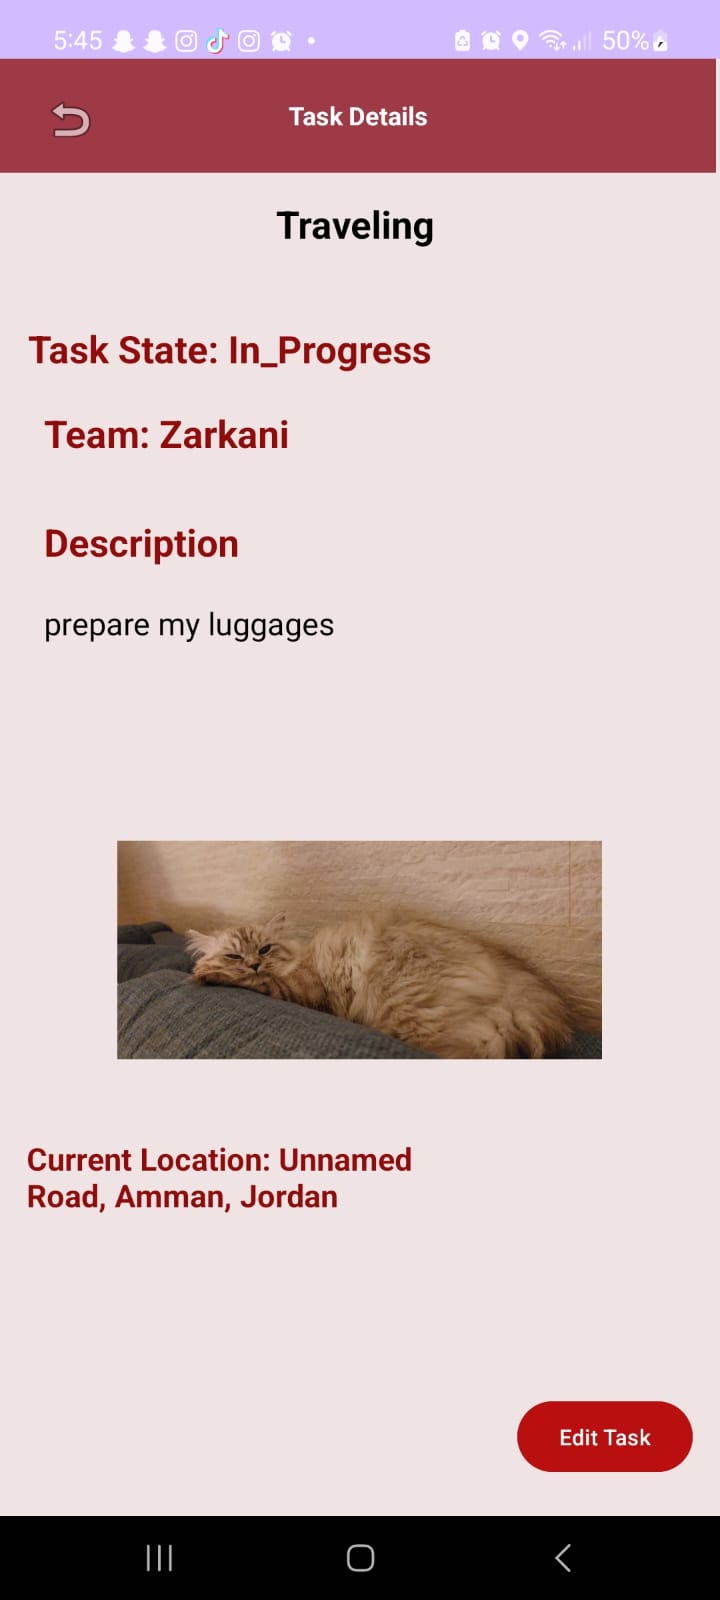 5:45 50%
Task Details
Traveling
Task State: In_Progress
Team: Zarkani
Description
prepare my luggages
Current Location: Unnamed
Road, Amman, Jordan
Edit Task